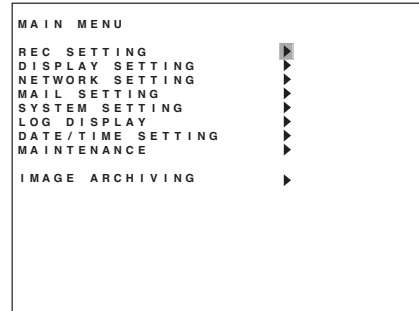 MAIN MENU
REC SETTING
DISPLAY SETTING
NETWORK SETTING
MAIL SETTING
SYSTEM SETTING
LOG DISPLAY
DATE/TIME SETTING
MAINTENANCE
IMAGE ARCHIVING